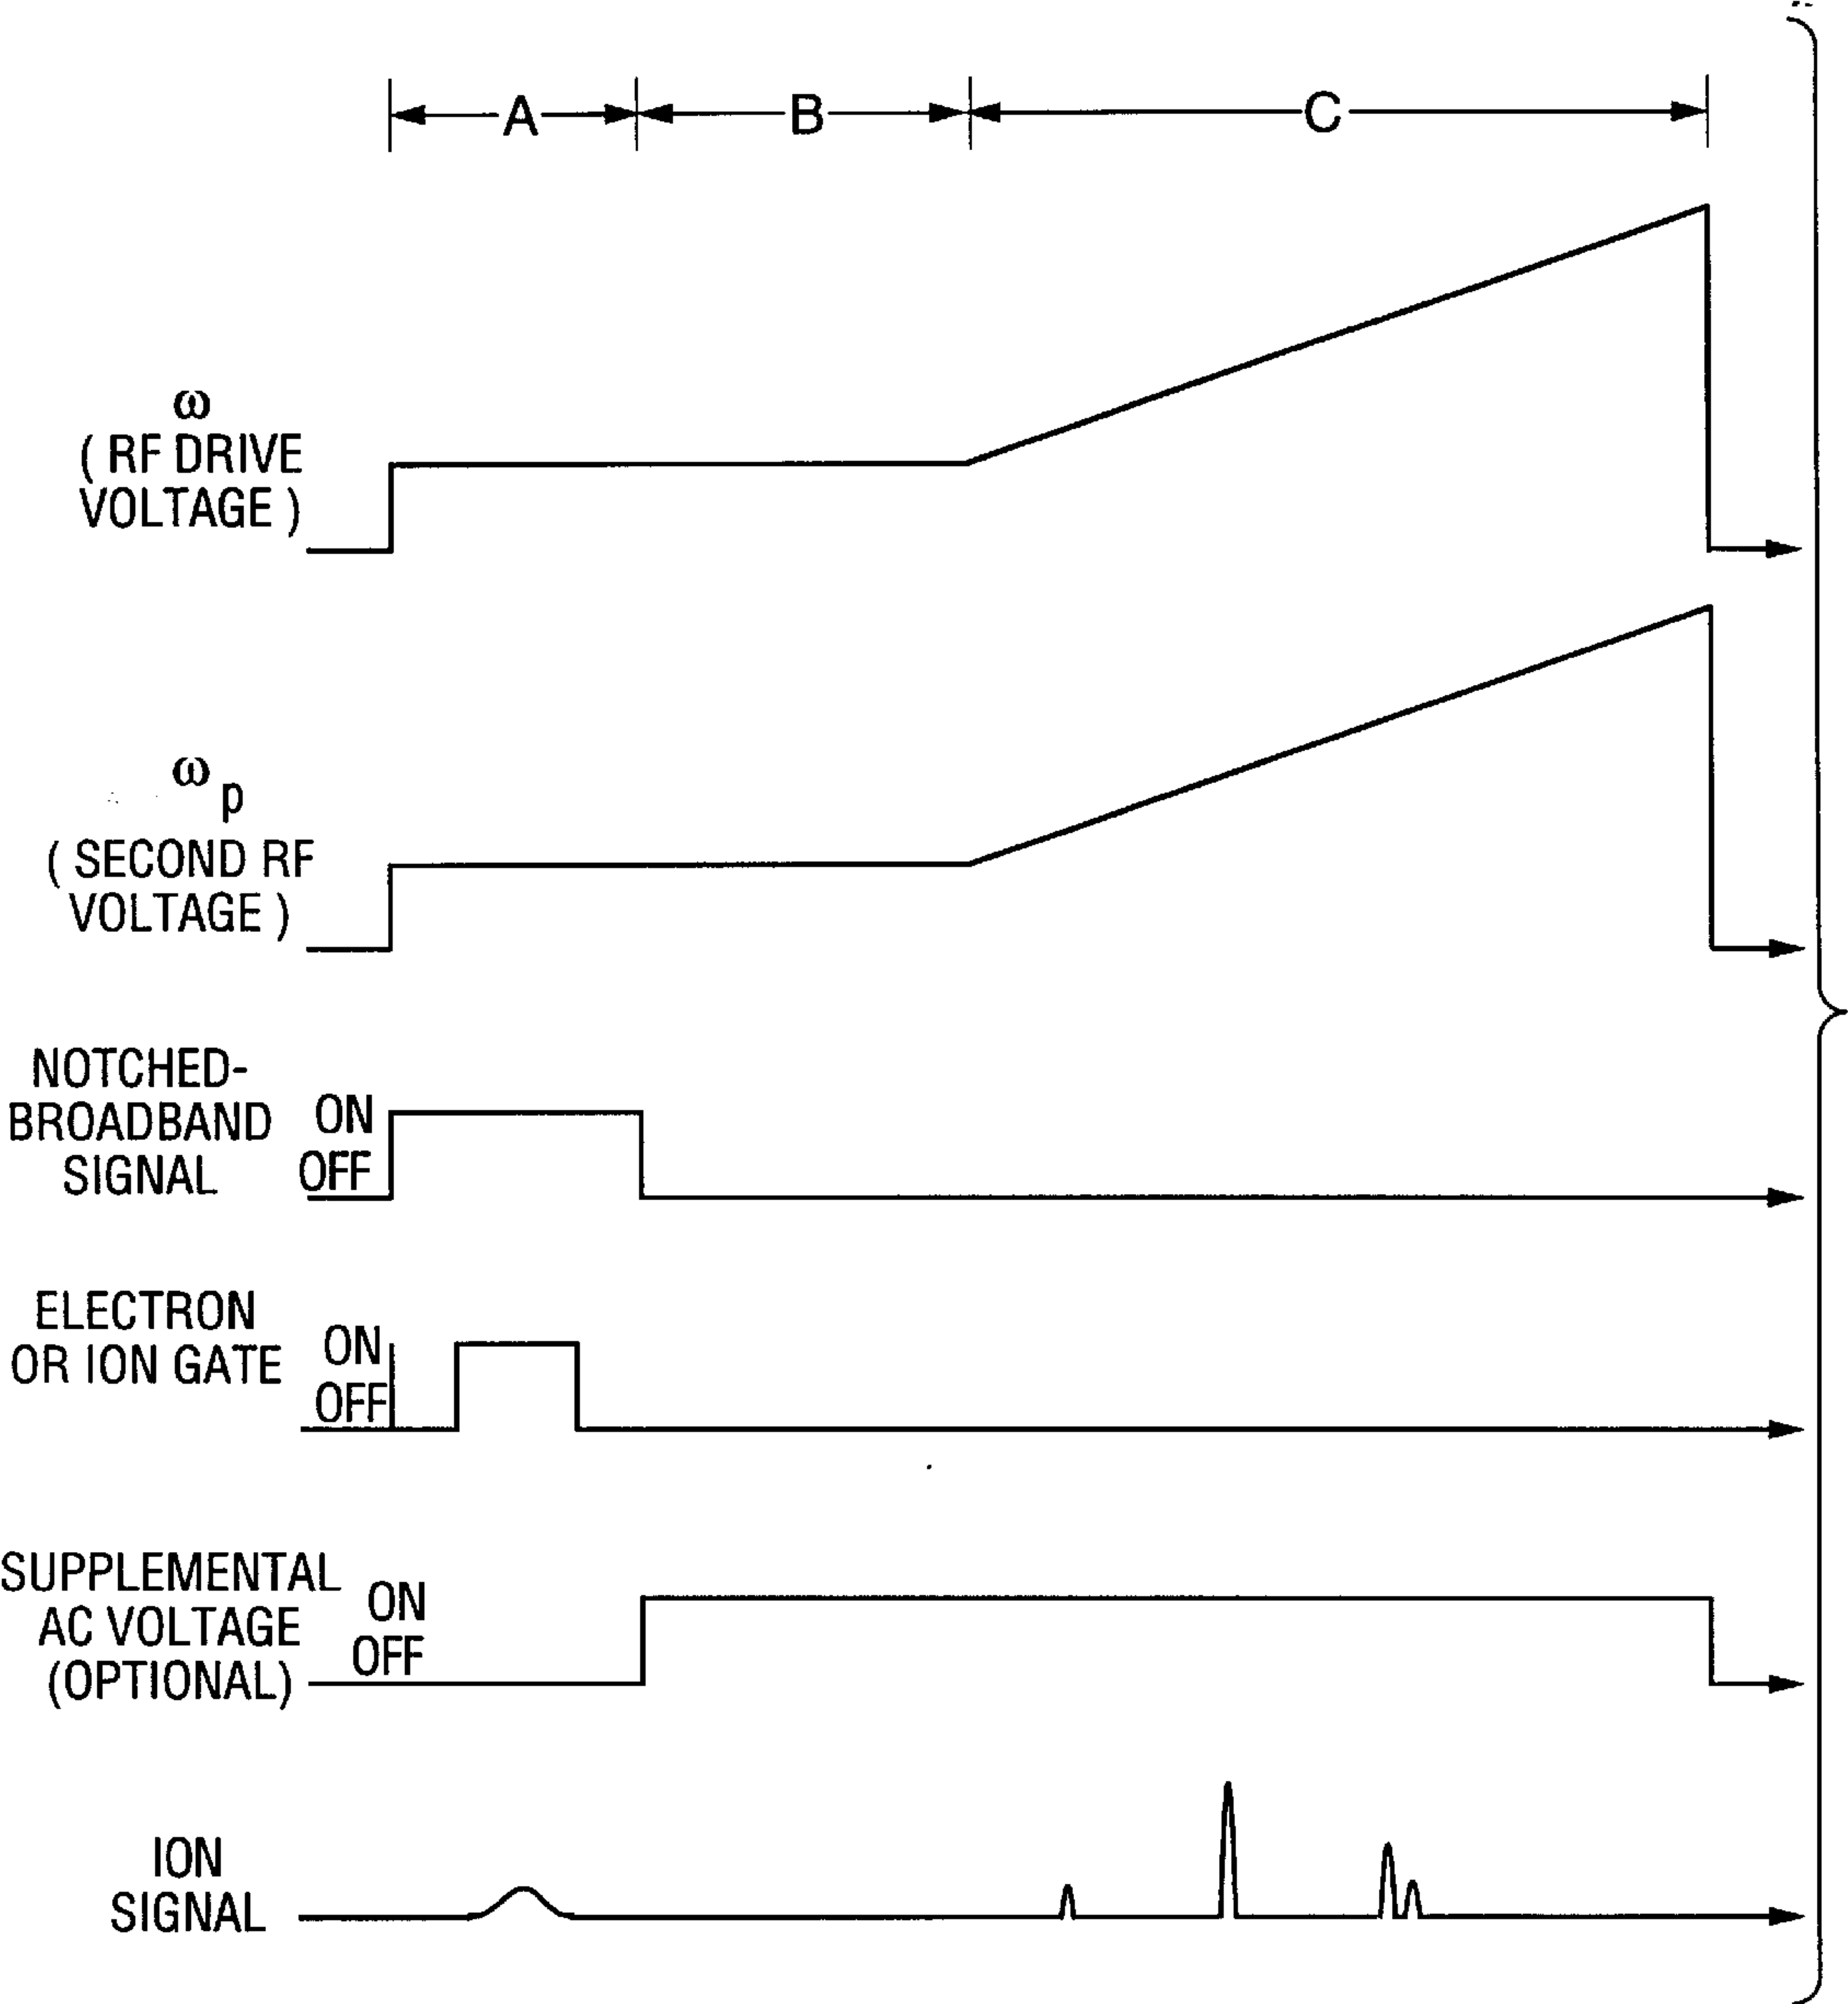 A B C
ω
( RF DRIVE
VOLTAGE )
ω p
( SECOND RF
VOLTAGE )
NOTCHED-
BROADBAND
SIGNAL
ON
OFF
ELECTRON
OR ION GATE
ON
OFF
SUPPLEMENTAL
AC VOLTAGE
(OPTIONAL)
ON
OFF
ION
SIGNAL